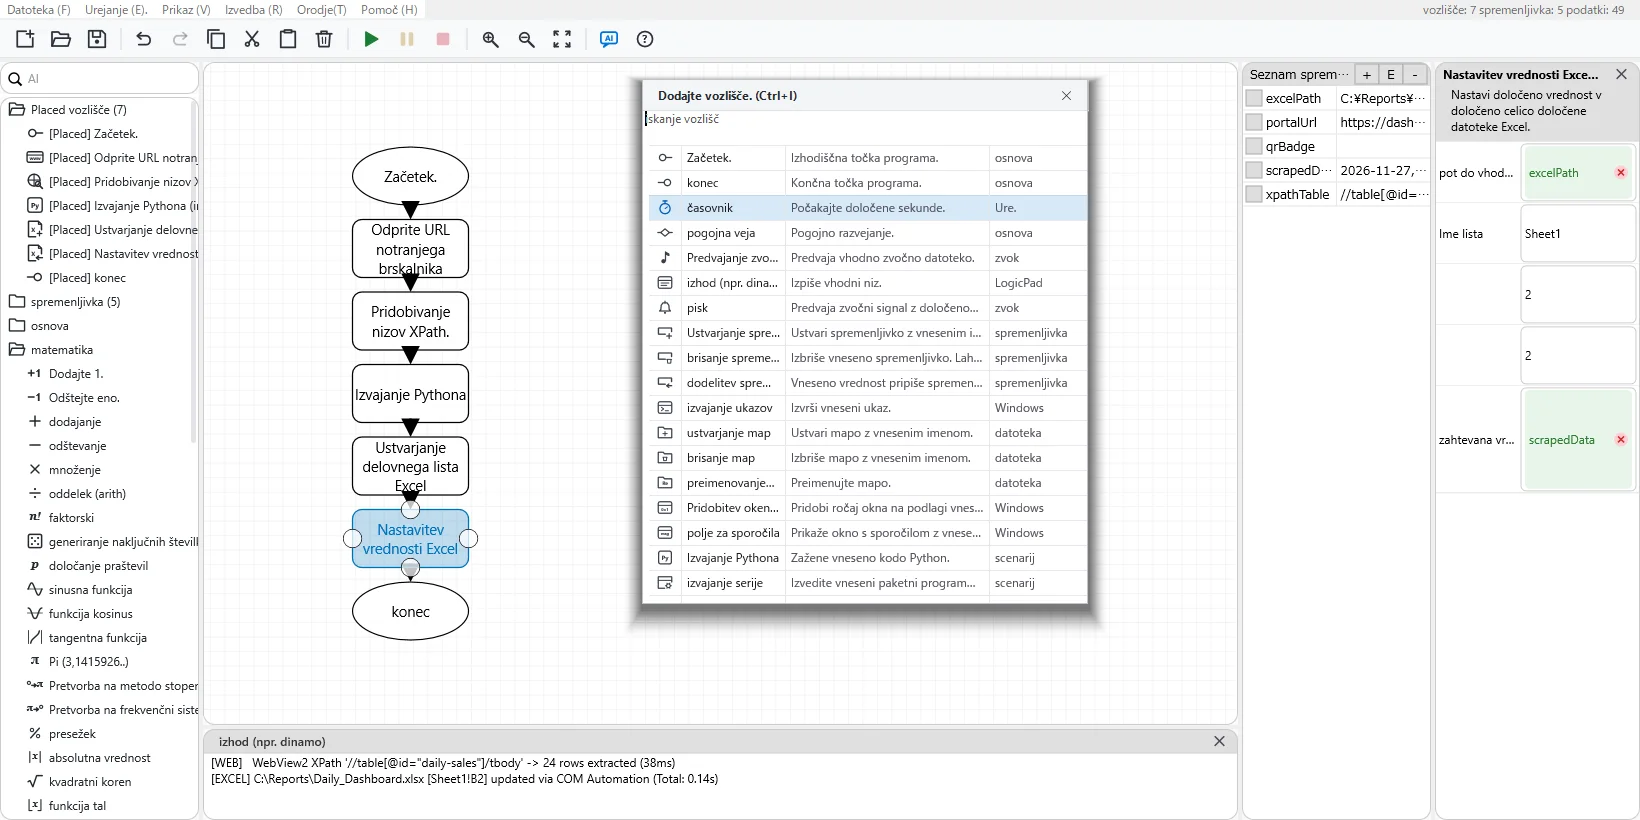 Datoteka (F) Urejanje (E). Prikaz (V) Izvedba (R) Orodje(T) Pomoč (H)
vozlišče: 7 spremenljivka: 5 podatki: 49
AI
Placed vozlišče (7)
[Placed] Začetek.
[Placed] Odprite URL notran
[Placed] Pridobivanje nizov X
[Placed] Izvajanje Pythona (i
[Placed] Ustvarjanje delovne
[Placed] Nastavitev vrednost
[Placed] konec
spremenljivka (5)
osnova
matematika
+1 Dodajte 1.
−1 Odštejte eno.
dodajanje
odštevanje
množenje
oddelek (arith)
n! faktorski
generiranje naključnih števil
p določanje praštevil
sinusna funkcija
funkcija kosinus
tangentna funkcija
π Pi (3,1415926..)
Pretvorba na metodo stoper
Pretvorba na frekvenčni siste
% presežek
|x| absolutna vrednost
kvadratni koren
⌊x⌋ funkcija tal
Začetek.
Odprite URL
notranjega
brskalnika
Pridobivanje
nizov XPath.
Izvajanje Pythona
Ustvarjanje
delovnega lista
Excel
Nastavitev
vrednosti Excel
konec
Dodajte vozlišče. (Ctrl+I)
Iskanje vozlišč
Začetek. Izhodiščna točka programa. osnova
konec Končna točka programa. osnova
časovnik Počakajte določene sekunde. Ure.
pogojna veja Pogojno razvejanje. osnova
Predvajanje zvo... Predvaja vhodno zvočno datoteko. zvok
izhod (npr. dina... Izpiše vhodni niz. LogicPad
pisk Predvaja zvočni signal z določeno... zvok
Ustvarjanje spre... Ustvari spremenljivko z vnesenim i... spremenljivka
brisanje spreme... Izbriše vneseno spremenljivko. Lah... spremenljivka
dodelitev spre... Vneseno vrednost pripiše spremen... spremenljivka
izvajanje ukazov Izvrši vneseni ukaz. Windows
ustvarjanje map Ustvari mapo z vnesenim imenom. datoteka
brisanje map Izbriše mapo z vnesenim imenom. datoteka
preimenovanje... Preimenujte mapo. datoteka
Pridobitev oken... Pridobi ročaj okna na podlagi vnes... Windows
polje za sporočila Prikaže okno s sporočilom z vnese... Windows
Izvajanje Pythona Zažene vneseno kodo Python. scenarij
izvajanje serije Izvedite vneseni paketni program... scenarij
izhod (npr. dinamo)
[WEB] WebView2 XPath '//table[@id="daily-sales"]/tbody' -> 24 rows extracted (38ms)
[EXCEL] C:\Reports\Daily_Dashboard.xlsx [Sheet1!B2] updated via COM Automation (Total: 0.14s)
Seznam sprem··· + E -
excelPath C:¥Reports¥···
portalUrl https://dash···
qrBadge
scrapedD··· 2026-11-27,···
xpathTable //table[@id=···
Nastavitev vrednosti Exce...
Nastavi določeno vrednost v
določeno celico določene
datoteke Excel.
pot do vhod... excelPath
Ime lista Sheet1
2
2
zahtevana vr... scrapedData